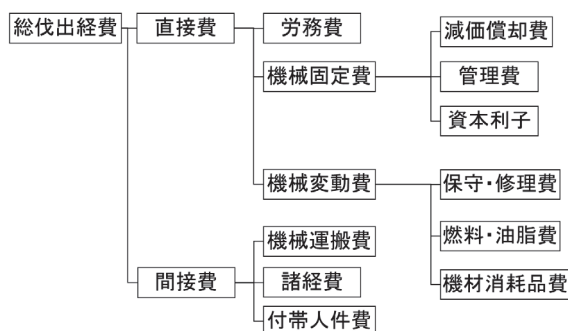 総伐出経費
直接費
労務費
機械固定費
減価償却費
管理費
資本利子
機械変動費
保守・修理費
燃料・油脂費
機材消耗品費
間接費
機械運搬費
諸経費
付帯人件費